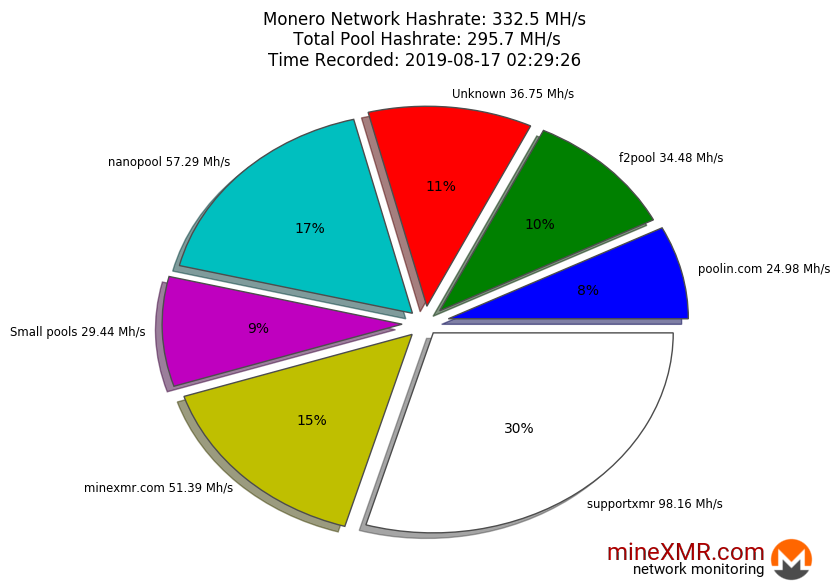 Monero Network Hashrate: 332.5 MH/s
Total Pool Hashrate: 295.7 MH/s
Time Recorded: 2019-08-17 02:29:26
Unknown 36.75 Mh/s
f2pool 34.48 Mh/s
nanopool 57.29 Mh/s
11%
10%
17%
poolin.com 24.98 Mh/s
8%
Small pools 29.44 Mh/s
9%
15%
30%
minexmr.com 51.39 Mh/s
supportxmr 98.16 Mh/s
mineXMR.com
network monitoring